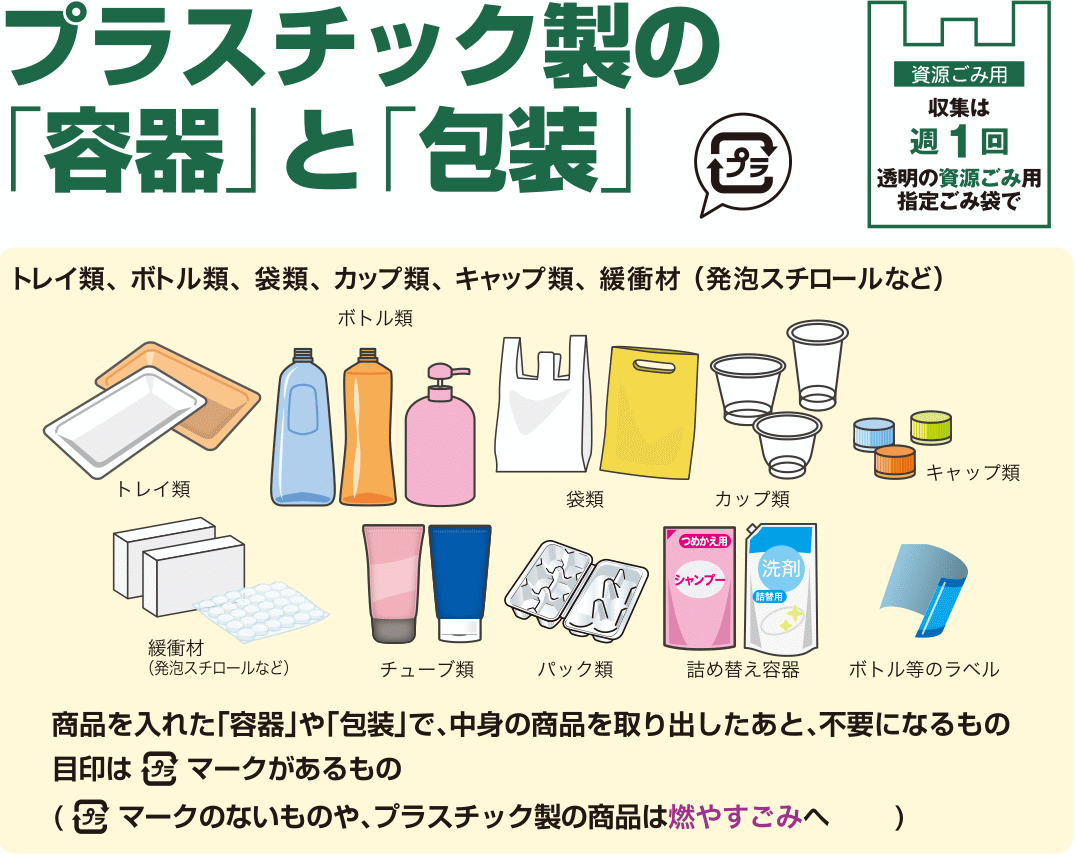 プラスチック製の
「容器」と「包装」
プラ
資源ごみ用
収集は
週1回
透明の資源ごみ用
指定ごみ袋で
トレイ類、ボトル類、袋類、カップ類、キャップ類、緩衝材（発泡スチロールなど）
ボトル類
トレイ類
袋類
カップ類
キャップ類
つめかえ用
シャンプー
洗剤
詰替用
緩衝材
（発泡スチロールなど）
チューブ類
パック類
詰め替え容器
ボトル等のラベル
商品を入れた「容器」や「包装」で、中身の商品を取り出したあと、不要になるもの
目印は プラ マークがあるもの
( プラ マークのないものや、プラスチック製の商品は燃やすごみへ )